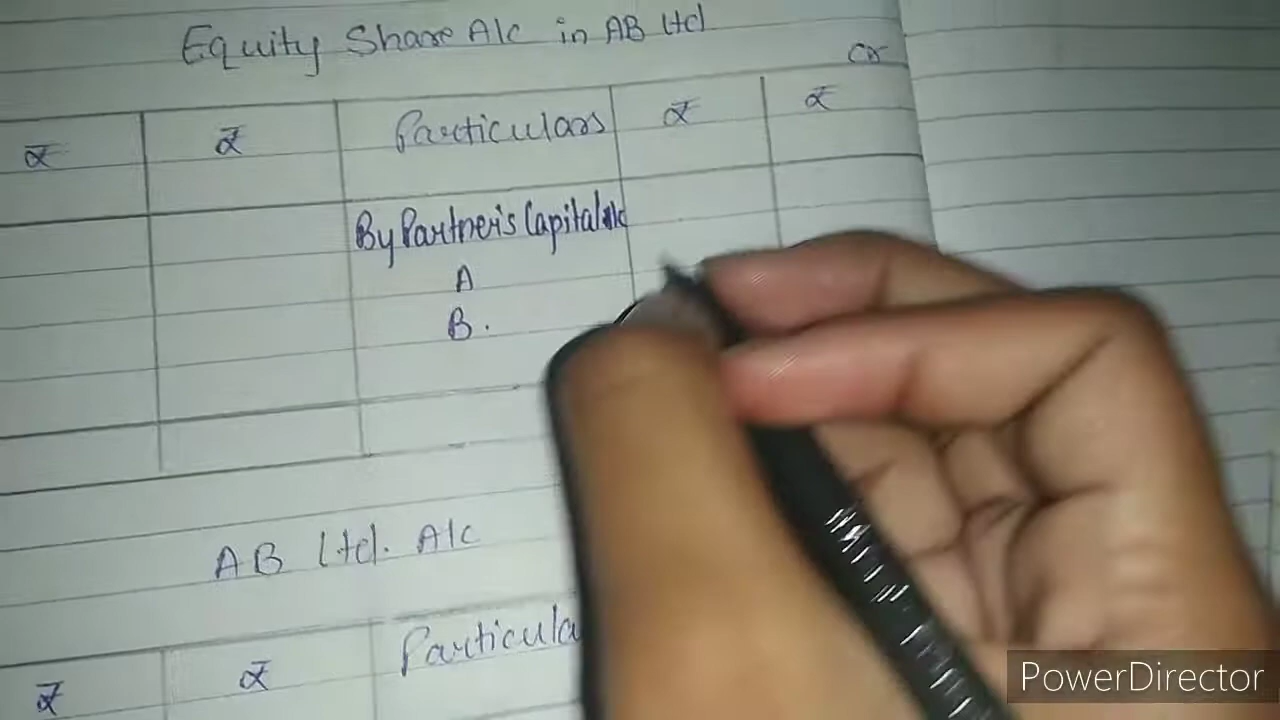 Equity Share A/c in AB Ltd
Cr
₹ ₹ Particulars ₹ ₹
By Partner's Capital A/c
A
B.
AB Ltd. A/c
₹ ₹ Particula
PowerDirector